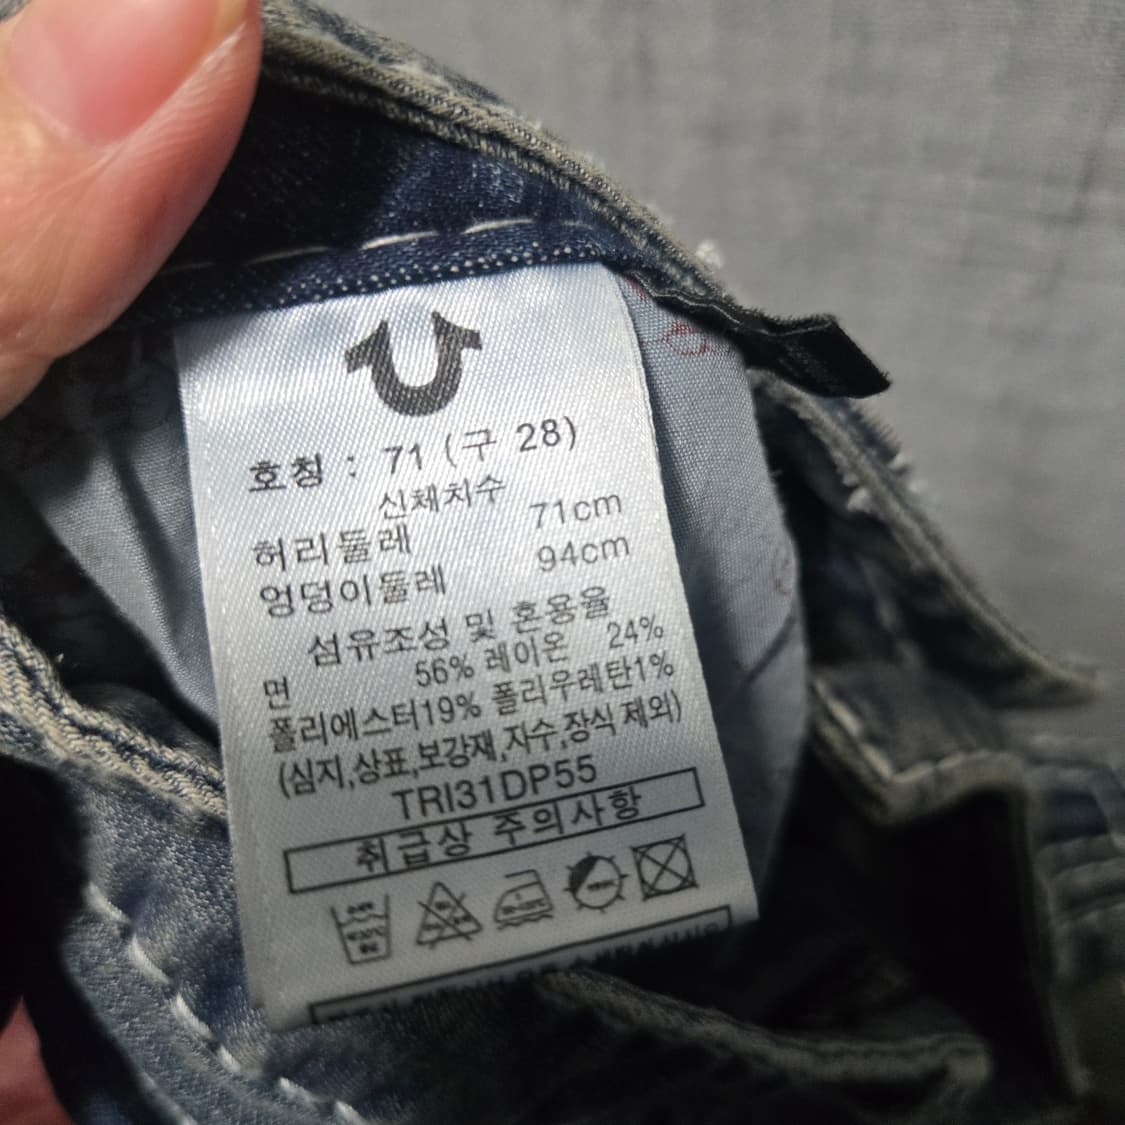 호칭 : 71 (구 28)
신체치수
허리둘레 71cm
엉덩이둘레 94cm
섬유조성 및 혼용율
면 56% 레이온 24%
폴리에스터19% 폴리우레탄1%
(심지,상표,보강재,자수,장식 제외)
TRI31DP55
취급상 주의사항